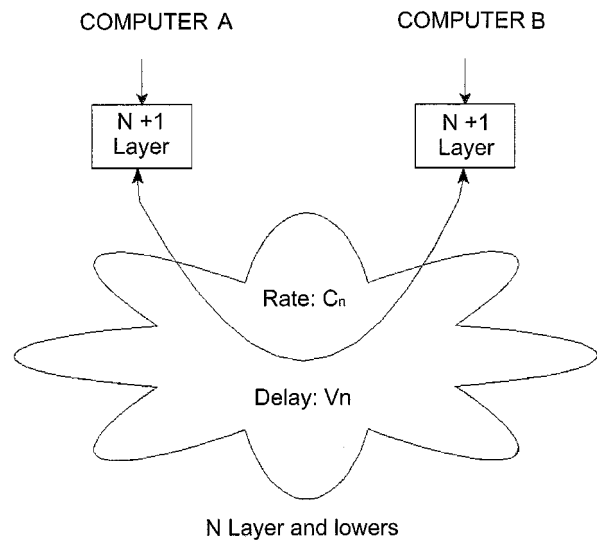 COMPUTER A
COMPUTER B
N +1
Layer
N +1
Layer
Rate: Cn
Delay: Vn
N Layer and lowers